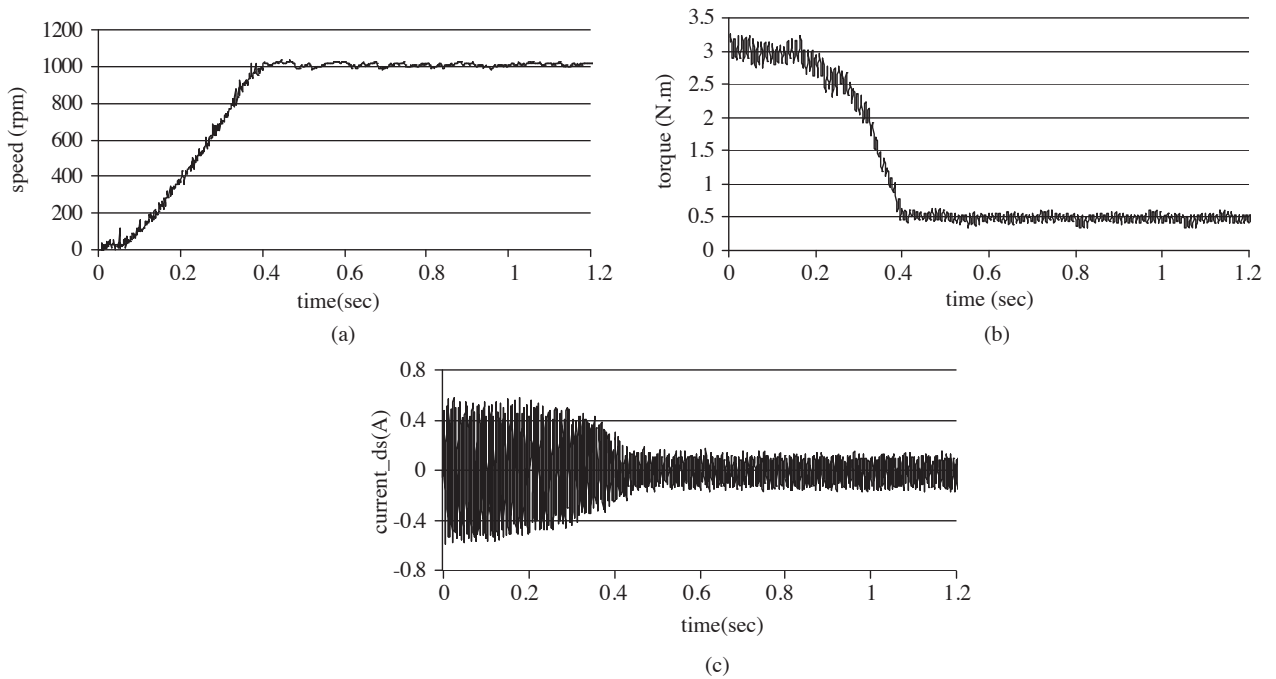 1200
1000
800
600
400
200
0
speed (rpm)
0 0.2 0.4 0.6 0.8 1 1.2
time(sec)
(a)
3.5
3
2.5
2
1.5
1
0.5
0
torque (N.m)
0 0.2 0.4 0.6 0.8 1 1.2
time (sec)
(b)
0.8
0.4
0
-0.4
-0.8
current_ds(A)
0 0.2 0.4 0.6 0.8 1 1.2
time(sec)
(c)